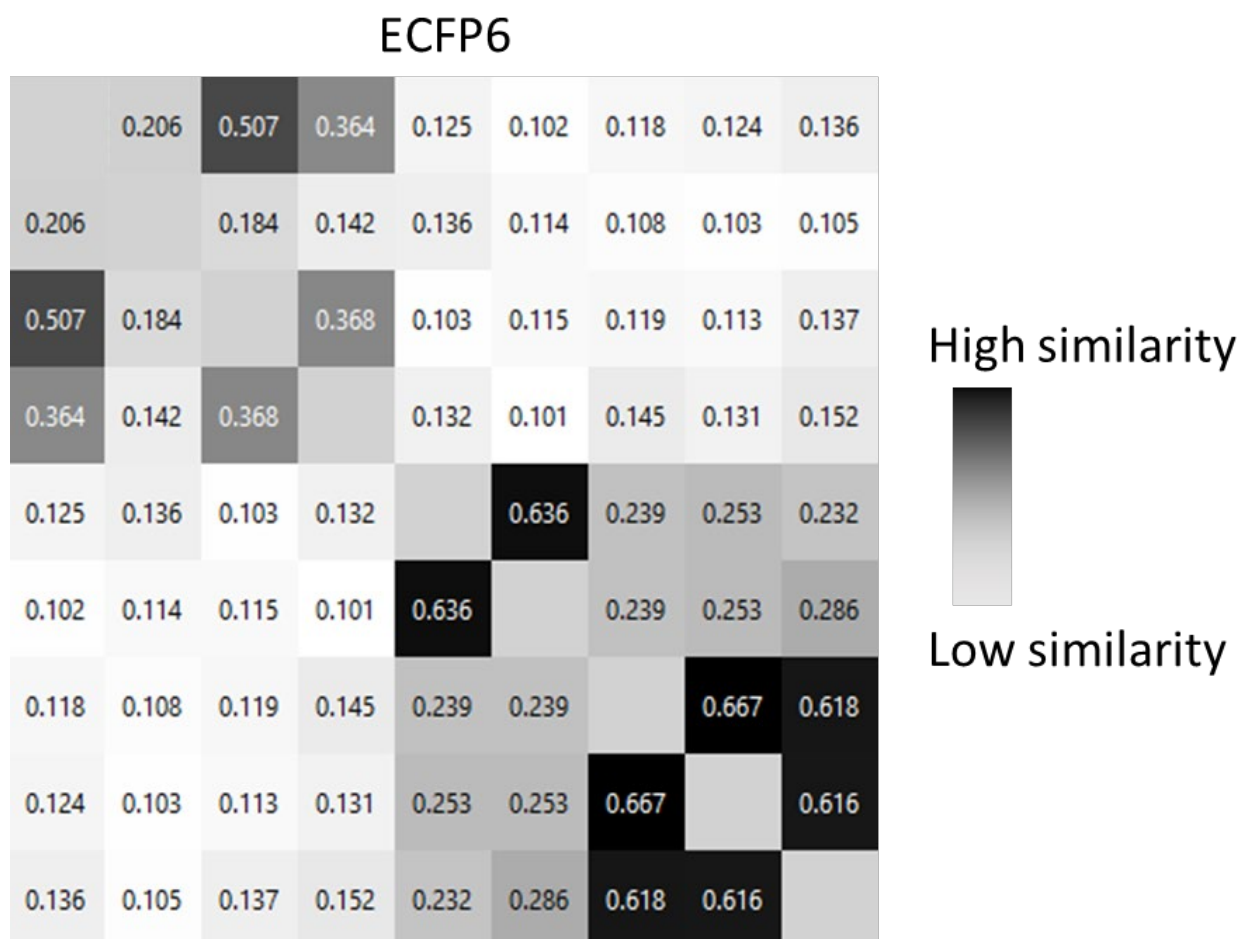 ECFP6
0.206 0.507 0.364 0.125 0.102 0.118 0.124 0.136
0.206 0.184 0.142 0.136 0.114 0.108 0.103 0.105
0.507 0.184 0.368 0.103 0.115 0.119 0.113 0.137
0.364 0.142 0.368 0.132 0.101 0.145 0.131 0.152
0.125 0.136 0.103 0.132 0.636 0.239 0.253 0.232
0.102 0.114 0.115 0.101 0.636 0.239 0.253 0.286
0.118 0.108 0.119 0.145 0.239 0.239 0.667 0.618
0.124 0.103 0.113 0.131 0.253 0.253 0.667 0.616
0.136 0.105 0.137 0.152 0.232 0.286 0.618 0.616
High similarity
Low similarity